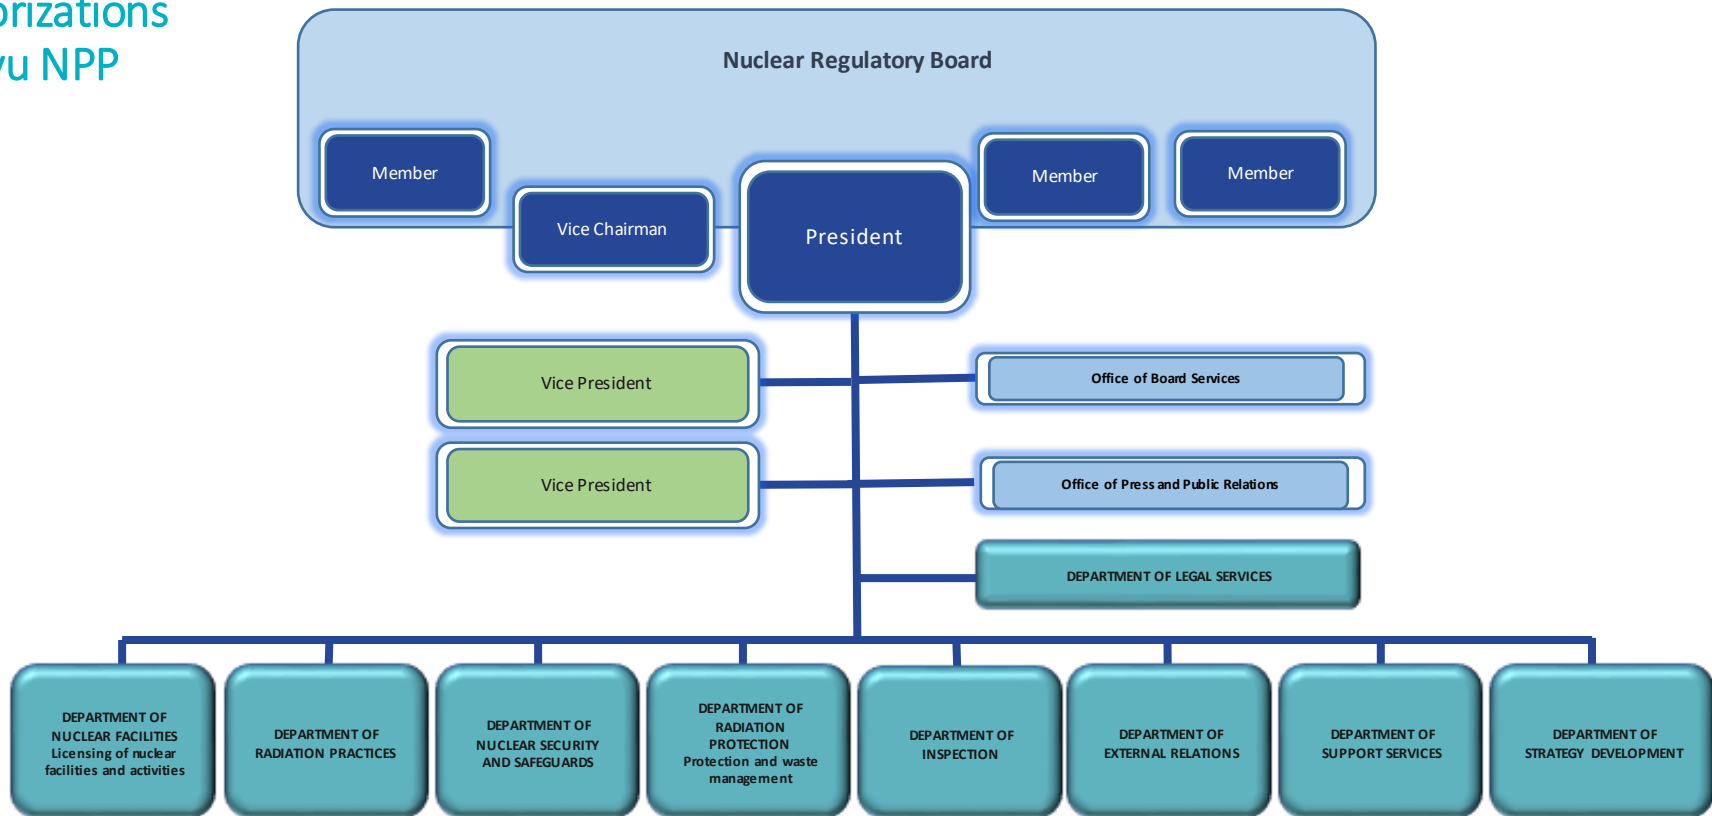 orizations
yu NPP
Nuclear Regulatory Board
Member
Vice Chairman
President
Member
Member
Vice President
Office of Board Services
Vice President
Office of Press and Public Relations
DEPARTMENT OF LEGAL SERVICES
DEPARTMENT OF
NUCLEAR FACILITIES
Licensing of nuclear
facilities and activities
DEPARTMENT OF
RADIATION PRACTICES
DEPARTMENT OF
NUCLEAR SECURITY
AND SAFEGUARDS
DEPARTMENT OF
RADIATION
PROTECTION
Protection and waste
management
DEPARTMENT OF
INSPECTION
DEPARTMENT OF
EXTERNAL RELATIONS
DEPARTMENT OF
SUPPORT SERVICES
DEPARTMENT OF
STRATEGY DEVELOPMENT